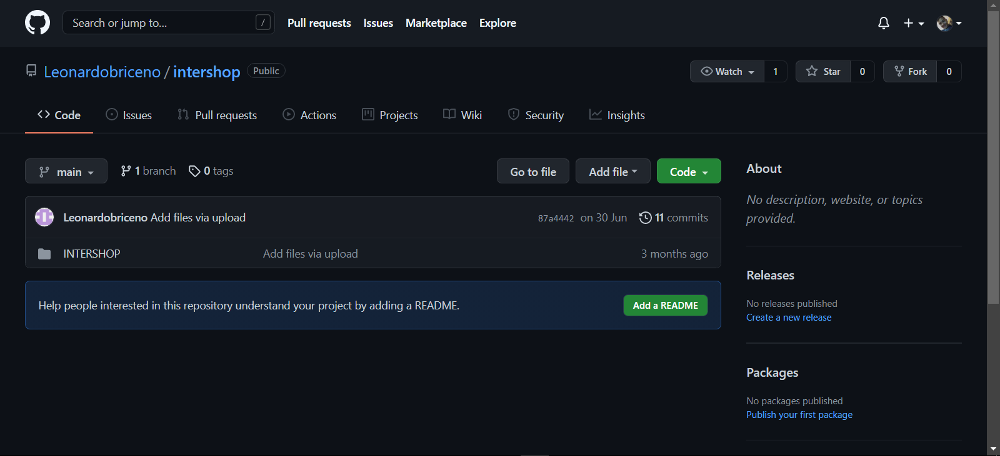 Search or jump to... / Pull requests Issues Marketplace Explore
Leonardobriceno / intershop Public Watch 1 Star 0 Fork 0
Code Issues Pull requests Actions Projects Wiki Security Insights
main 1 branch 0 tags Go to file Add file Code
Leonardobriceno Add files via upload 87a4442 on 30 Jun 11 commits
INTERSHOP Add files via upload 3 months ago
Help people interested in this repository understand your project by adding a README. Add a README
About
No description, website, or topics
provided.
Releases
No releases published
Create a new release
Packages
No packages published
Publish your first package